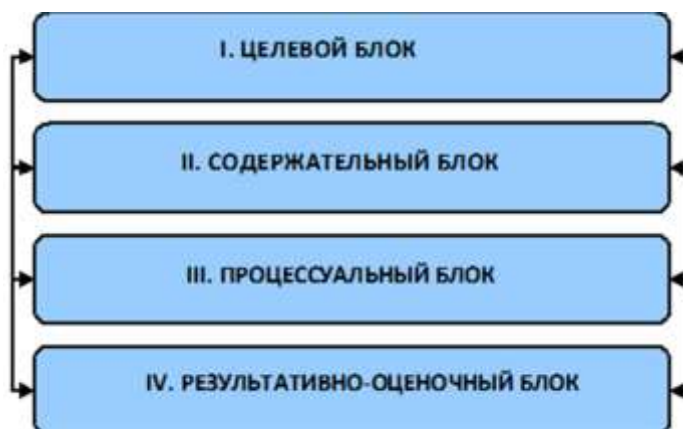 I. ЦЕЛЕВОЙ БЛОК
II. СОДЕРЖАТЕЛЬНЫЙ БЛОК
III. ПРОЦЕССУАЛЬНЫЙ БЛОК
IV. РЕЗУЛЬТАТИВНО-ОЦЕНОЧНЫЙ БЛОК